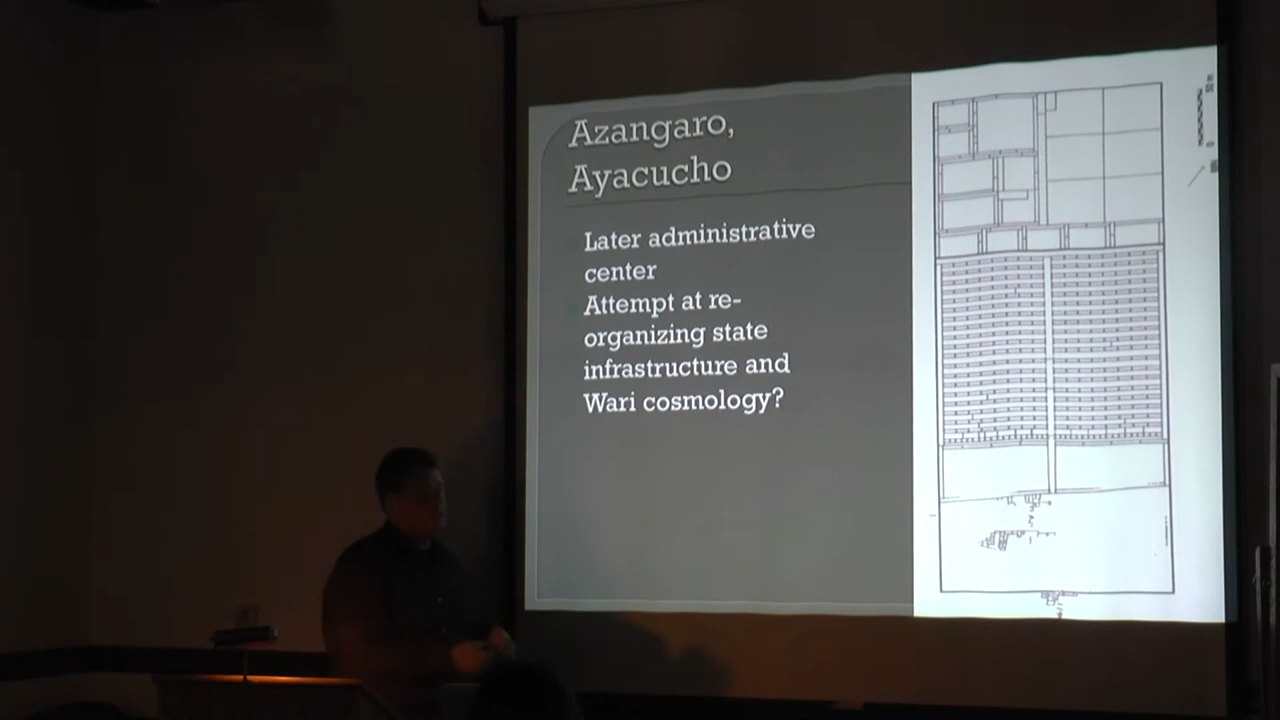 Azangaro,
Ayacucho
Later administrative
center
Attempt at re-
organizing state
infrastructure and
Wari cosmology?